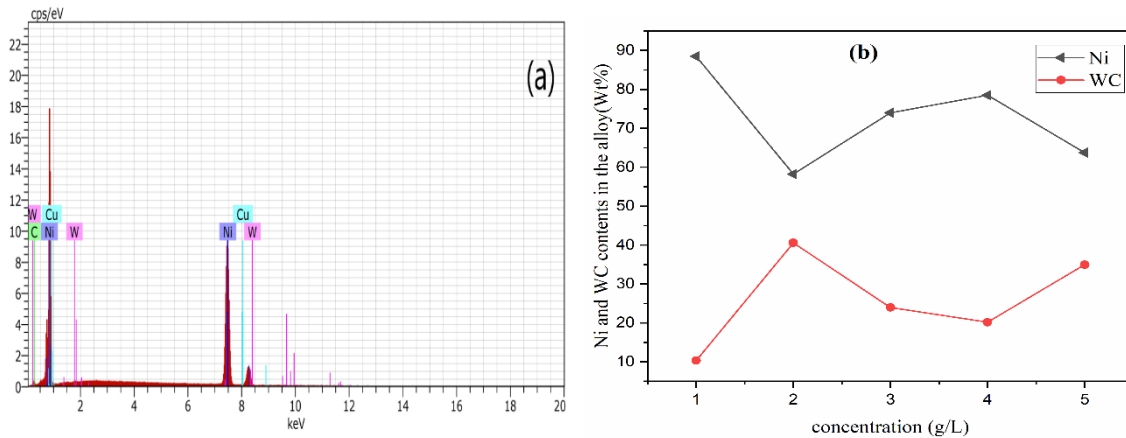 cps/eV
22
20
18
16
14
12
10
8
6
4
2
0
(a)
W Cu Cu
C Ni W Ni W
2 4 6 8 10 12 14 16 18 20
keV
(b)
Ni
WC
Ni and WC contents in the alloy(Wt%)
90
80
70
60
50
40
30
20
10
1 2 3 4 5
concentration (g/L)